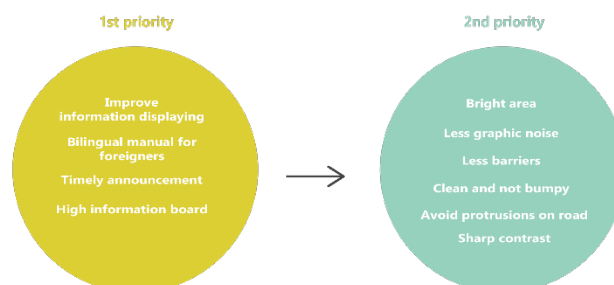 1st priority
Improve
information displaying
Bilingual manual for
foreigners
Timely announcement
High information board
2nd priority
Bright area
Less graphic noise
Less barriers
Clean and not bumpy
Avoid protrusions on road
Sharp contrast